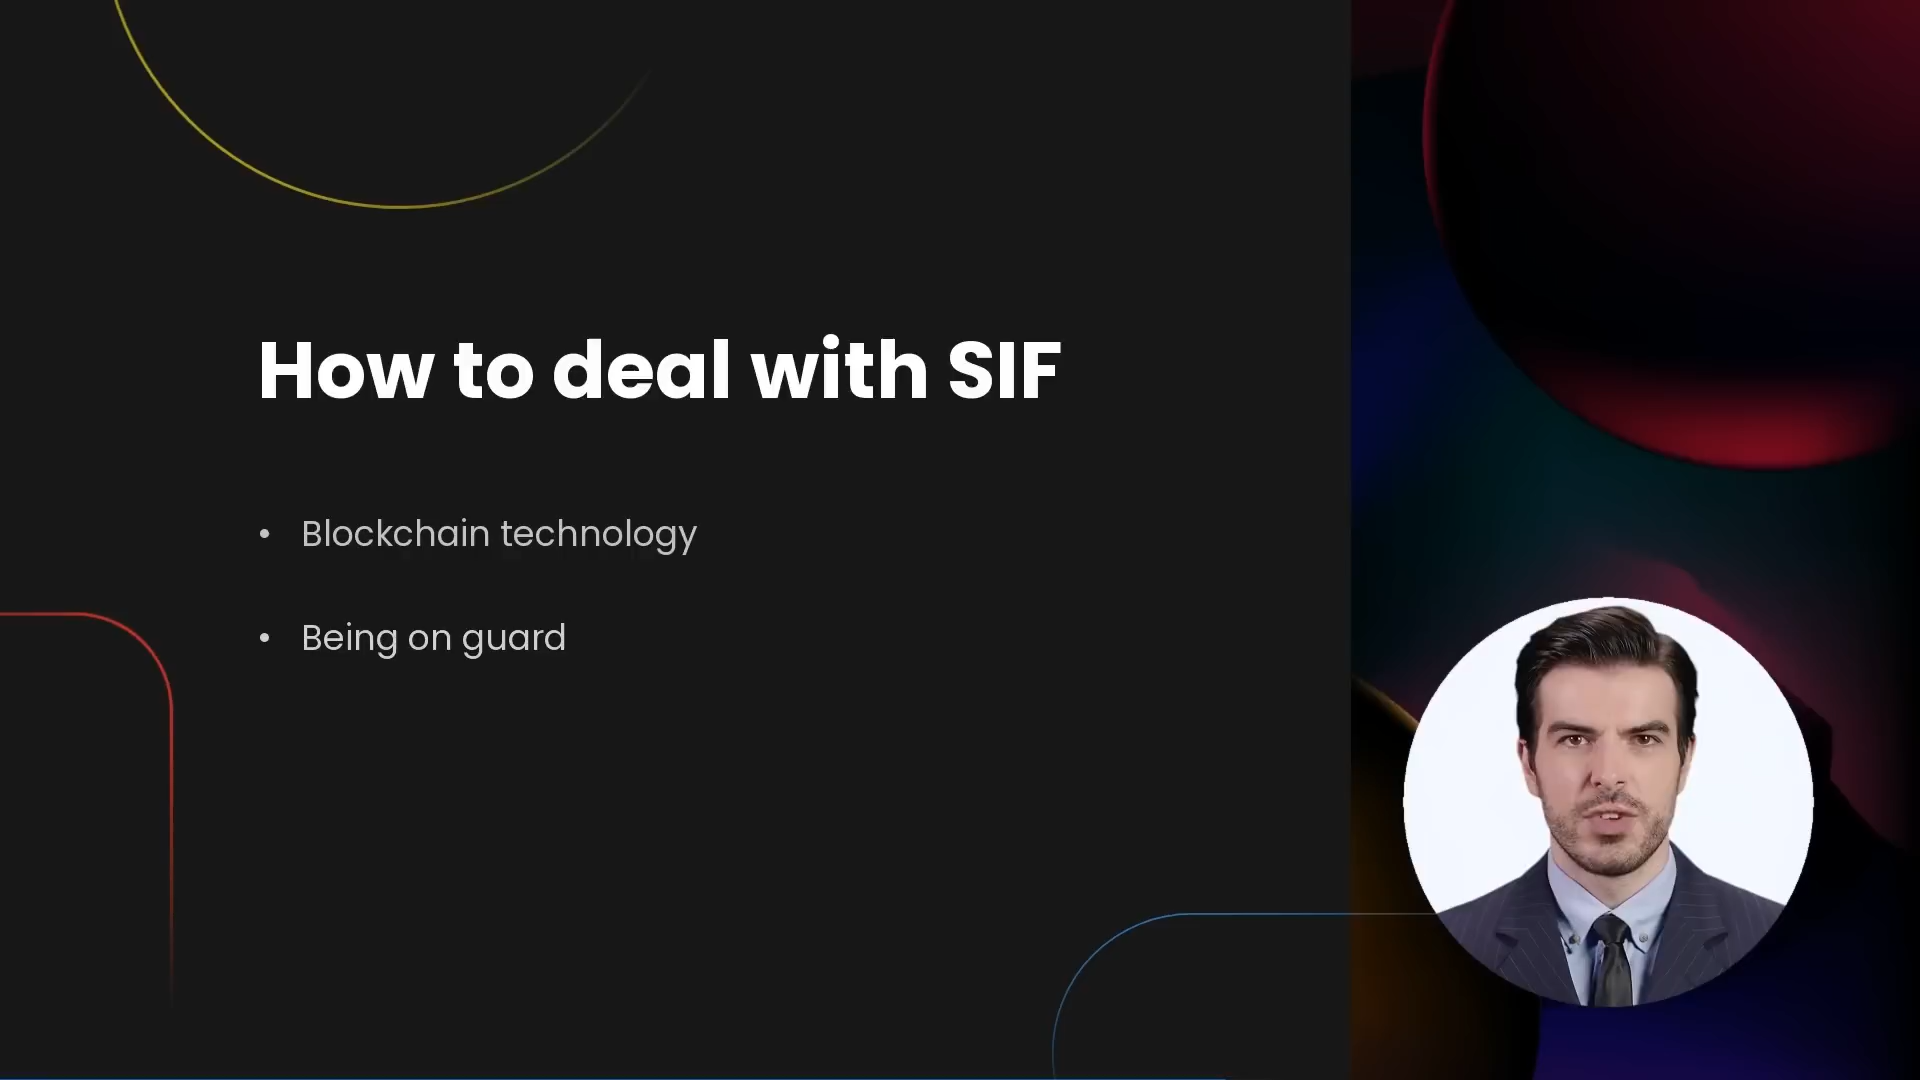 How to deal with SIF
• Blockchain technology
• Being on guard